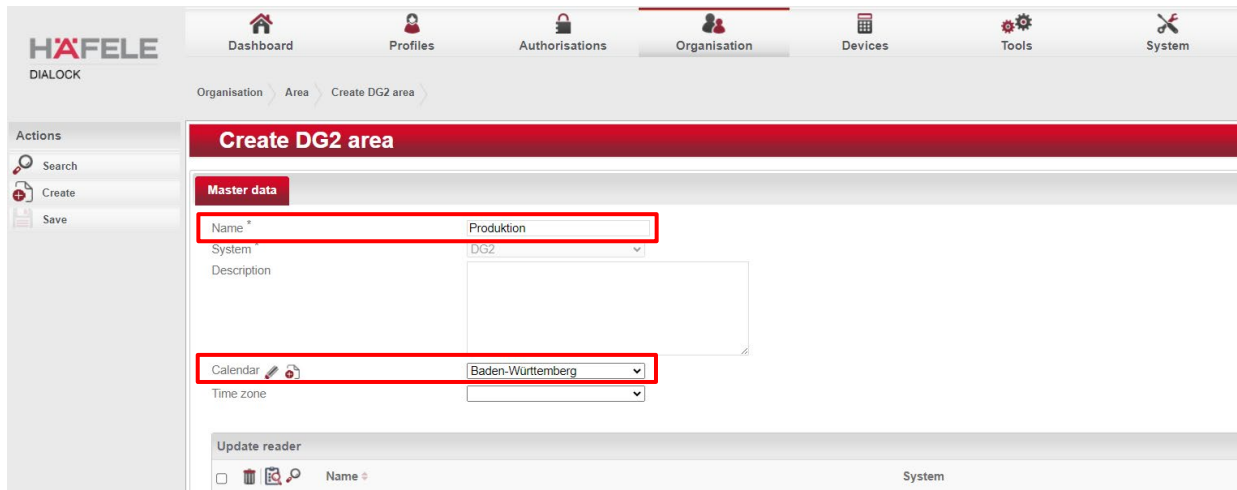 HÄFELE
DIALOCK
Dashboard Profiles Authorisations Organisation Devices Tools System
Organisation Area Create DG2 area
Actions
Search
Create
Save
Create DG2 area
Master data
Name * Produktion
System * DG2
Description
Calendar Baden-Württemberg
Time zone
Update reader
Name System